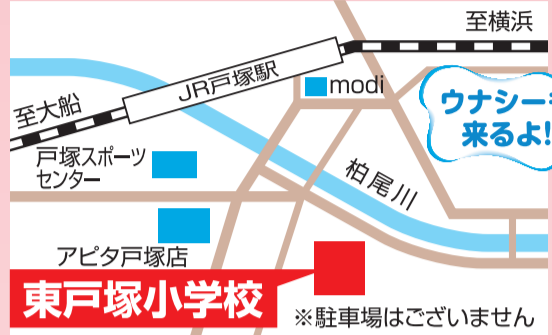 至横浜
JR戸塚駅
modi
至大船
ウナシー
来るよ!
戸塚スポーツ
センター
柏尾川
アピタ戸塚店
東戸塚小学校
※駐車場はございません